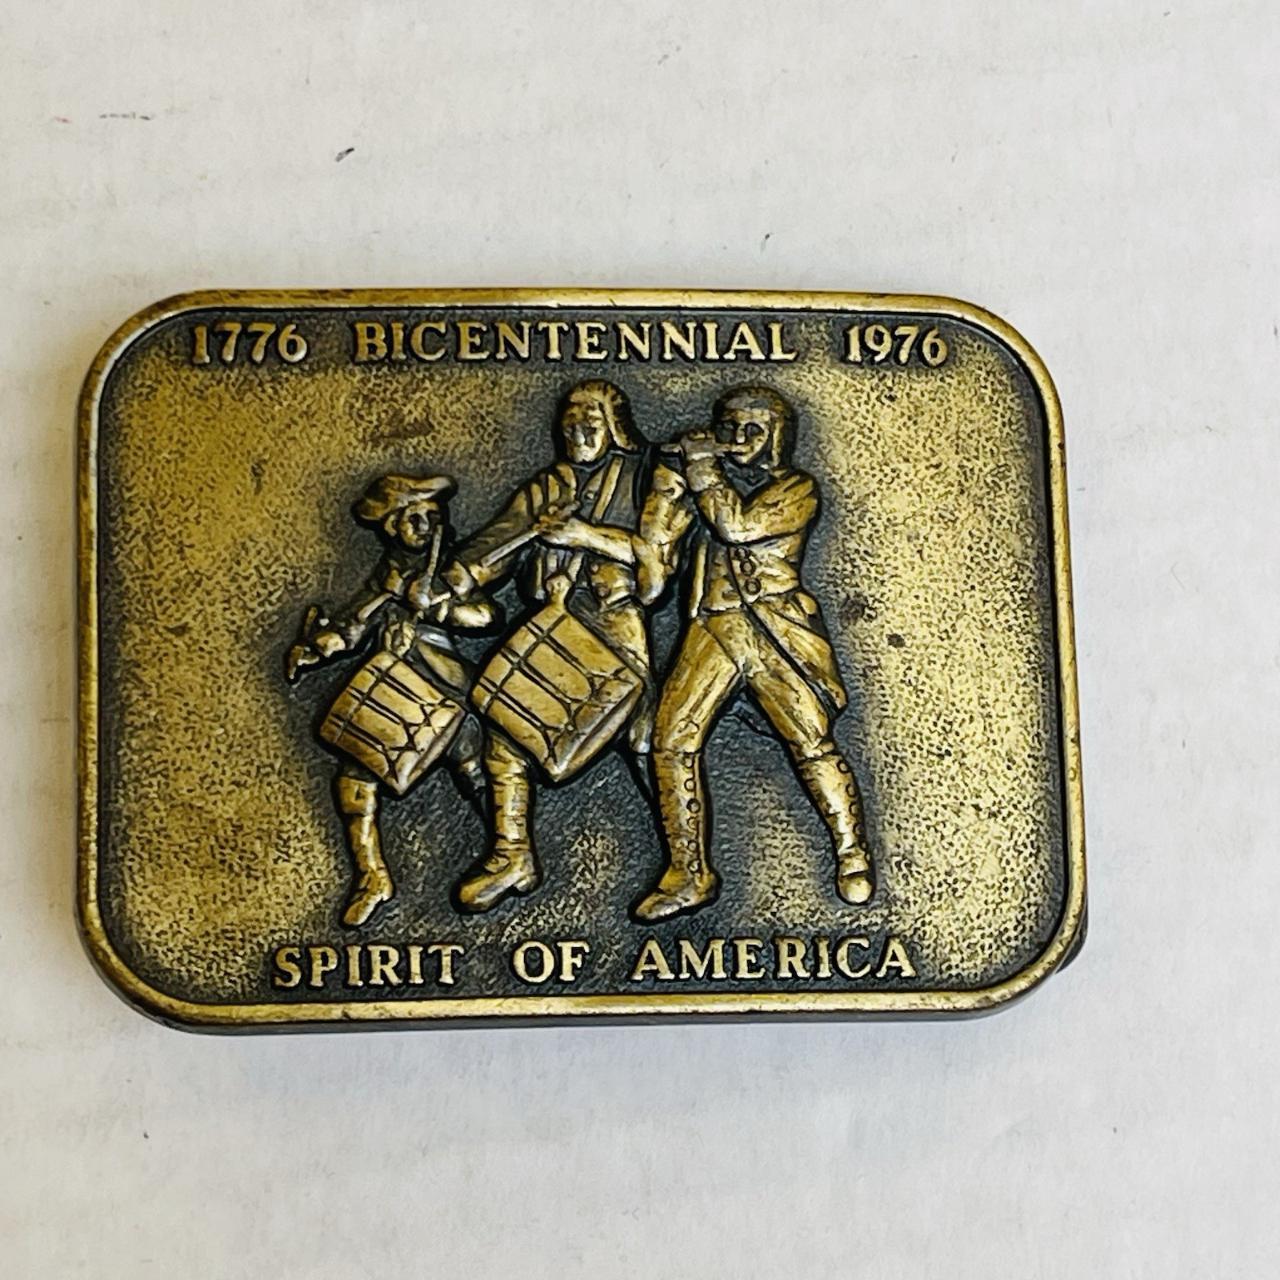 1776 BICENTENNIAL 1976
SPIRIT OF AMERICA